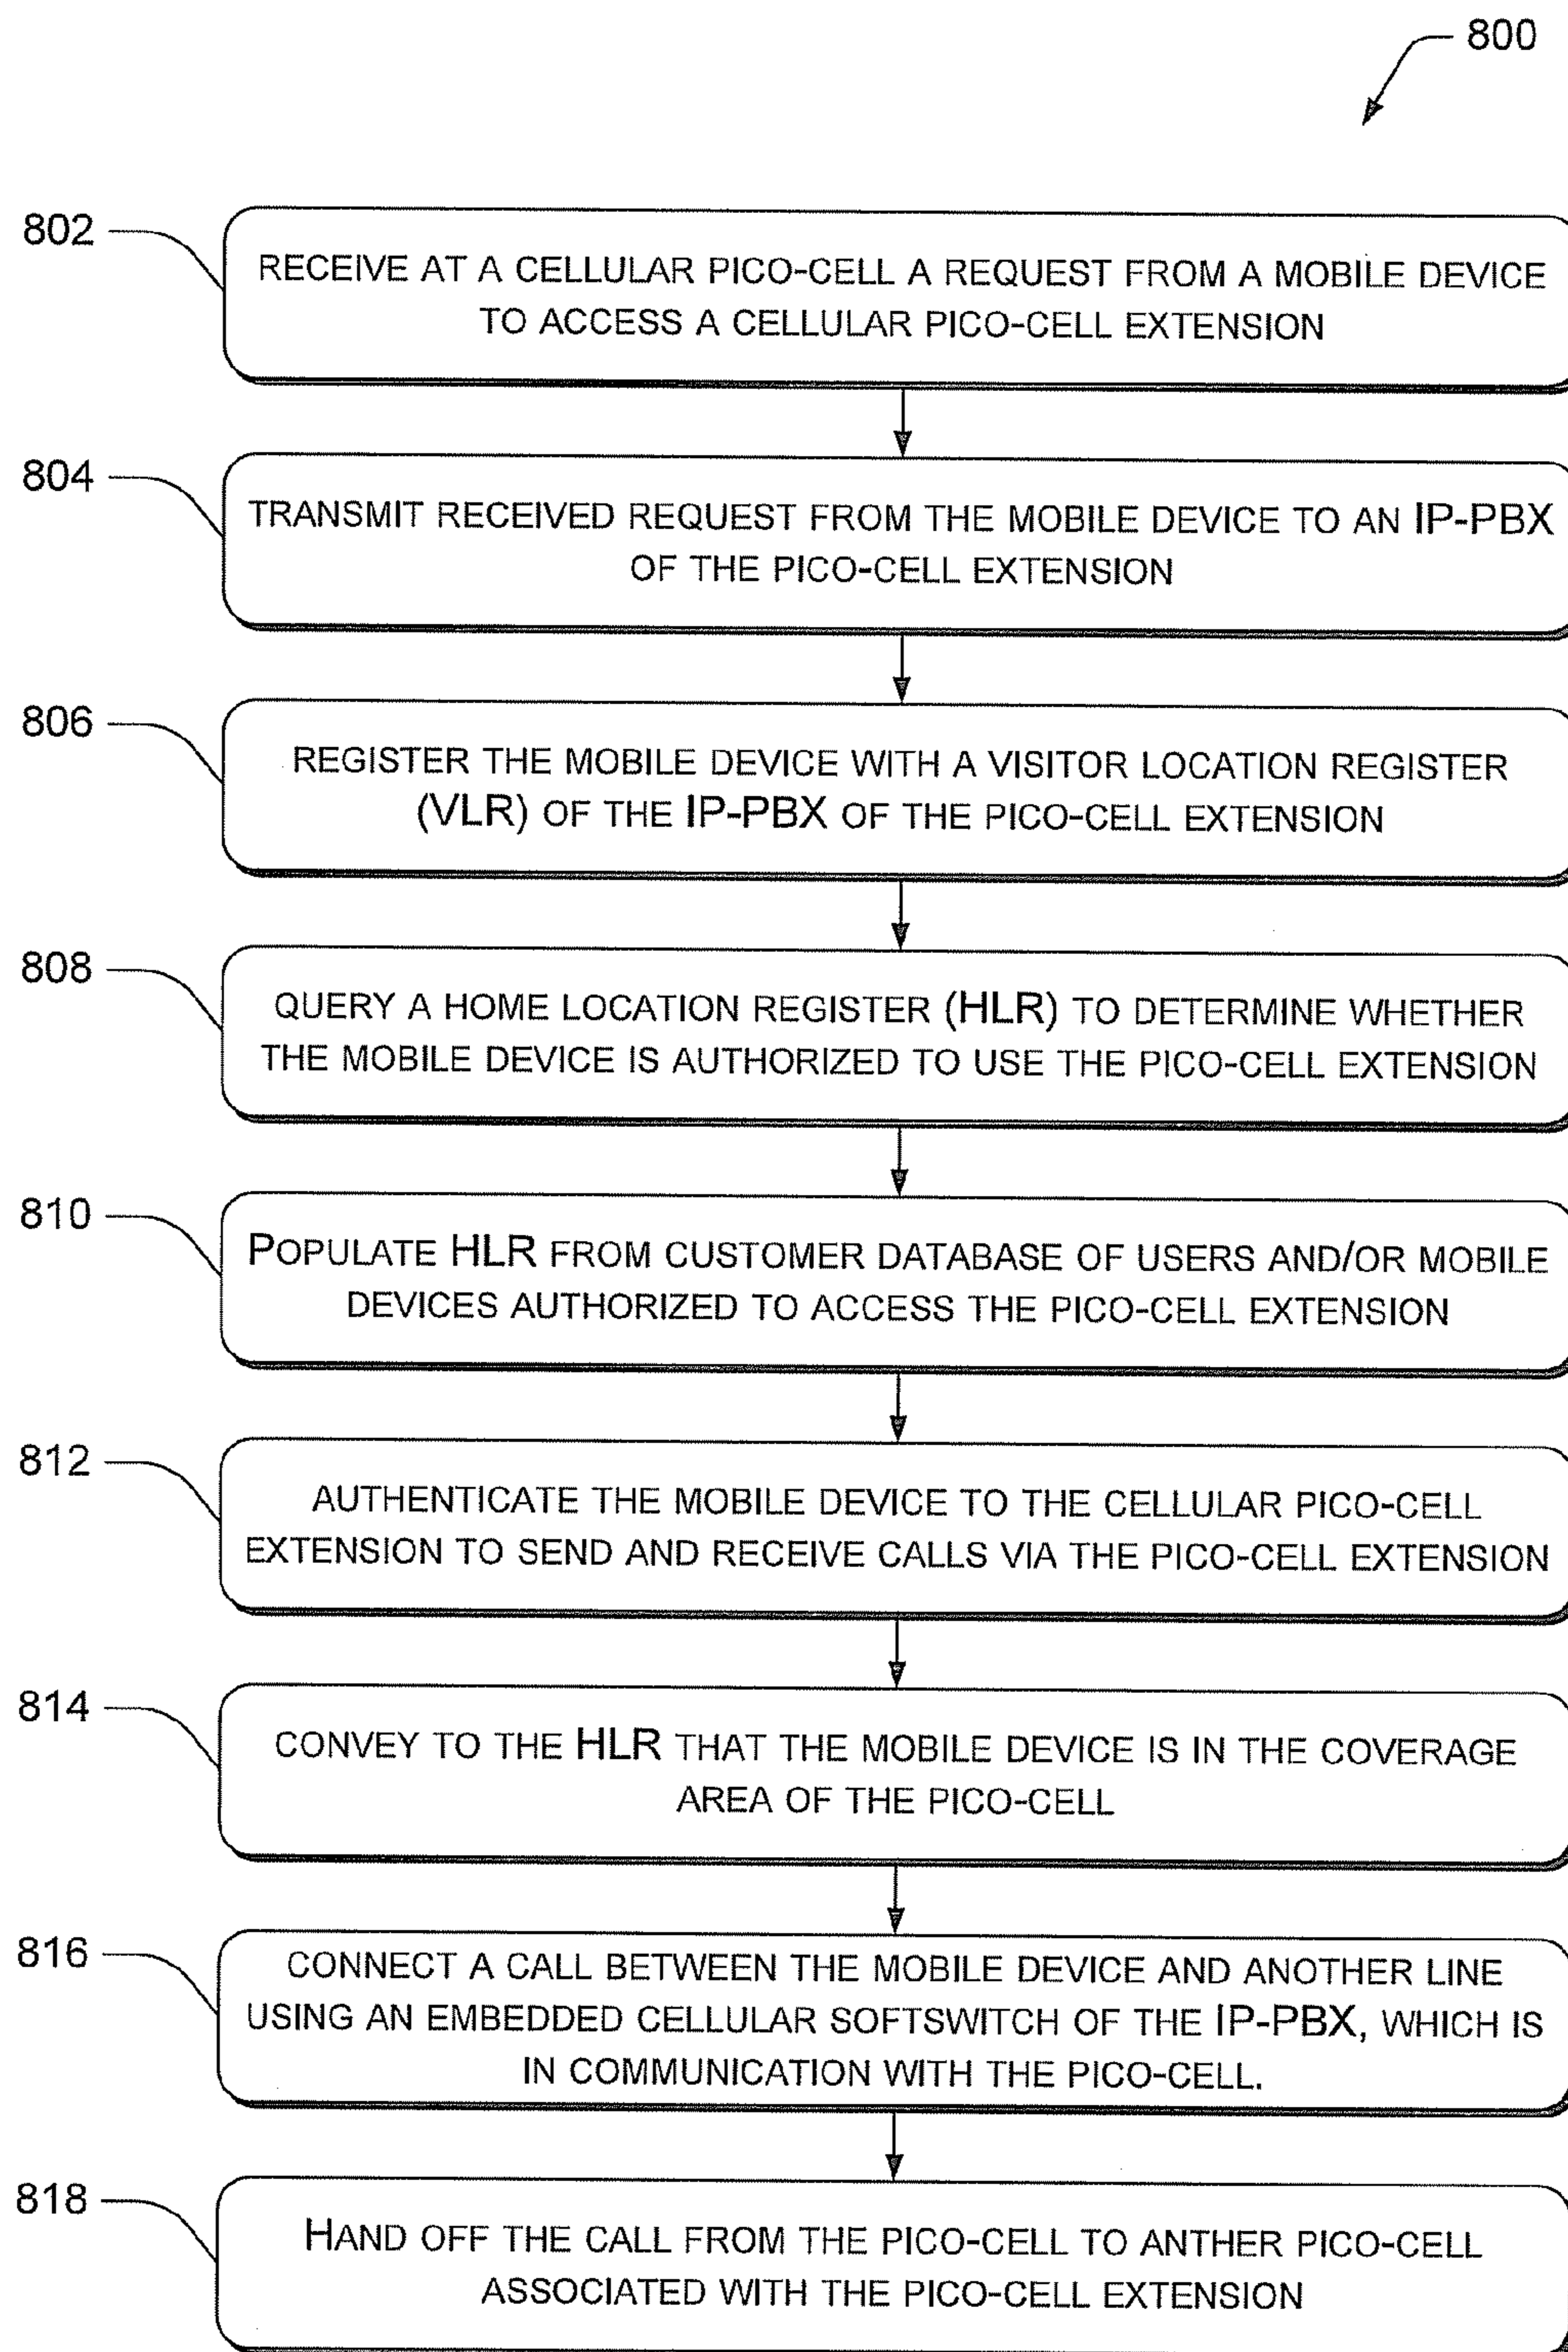 800
802
RECEIVE AT A CELLULAR PICO-CELL A REQUEST FROM A MOBILE DEVICE
TO ACCESS A CELLULAR PICO-CELL EXTENSION
804
TRANSMIT RECEIVED REQUEST FROM THE MOBILE DEVICE TO AN IP-PBX
OF THE PICO-CELL EXTENSION
806
REGISTER THE MOBILE DEVICE WITH A VISITOR LOCATION REGISTER
(VLR) OF THE IP-PBX OF THE PICO-CELL EXTENSION
808
QUERY A HOME LOCATION REGISTER (HLR) TO DETERMINE WHETHER
THE MOBILE DEVICE IS AUTHORIZED TO USE THE PICO-CELL EXTENSION
810
POPULATE HLR FROM CUSTOMER DATABASE OF USERS AND/OR MOBILE
DEVICES AUTHORIZED TO ACCESS THE PICO-CELL EXTENSION
812
AUTHENTICATE THE MOBILE DEVICE TO THE CELLULAR PICO-CELL
EXTENSION TO SEND AND RECEIVE CALLS VIA THE PICO-CELL EXTENSION
814
CONVEY TO THE HLR THAT THE MOBILE DEVICE IS IN THE COVERAGE
AREA OF THE PICO-CELL
816
CONNECT A CALL BETWEEN THE MOBILE DEVICE AND ANOTHER LINE
USING AN EMBEDDED CELLULAR SOFTSWITCH OF THE IP-PBX, WHICH IS
IN COMMUNICATION WITH THE PICO-CELL.
818
HAND OFF THE CALL FROM THE PICO-CELL TO ANTHER PICO-CELL
ASSOCIATED WITH THE PICO-CELL EXTENSION